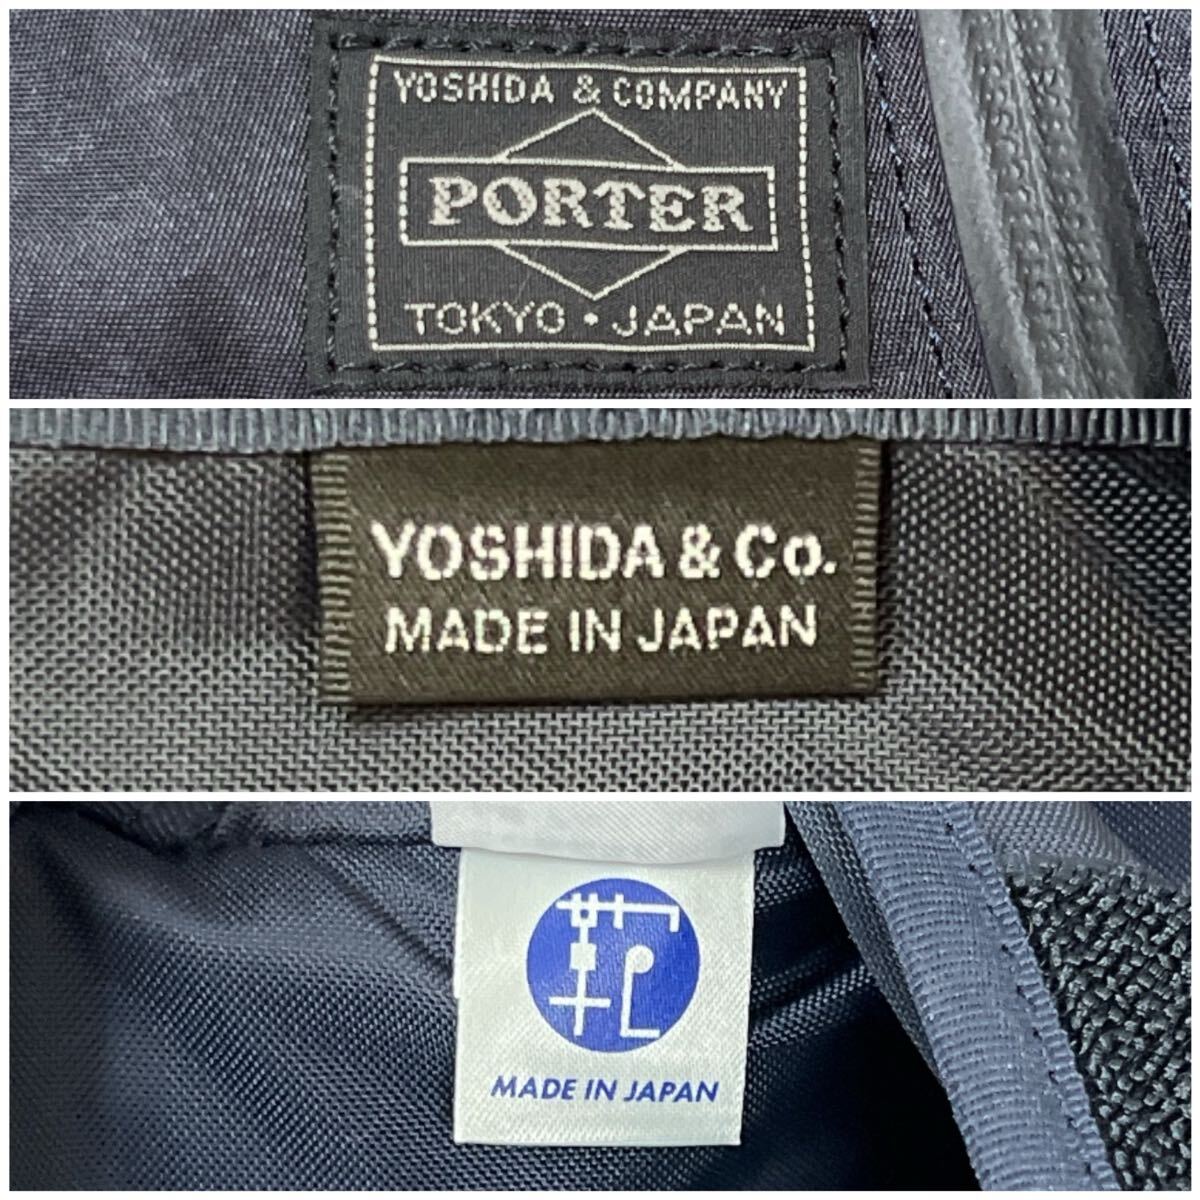 YOSHIDA & COMPANY
PORTER
TOKYO・JAPAN
YOSHIDA & Co.
MADE IN JAPAN
MADE IN JAPAN